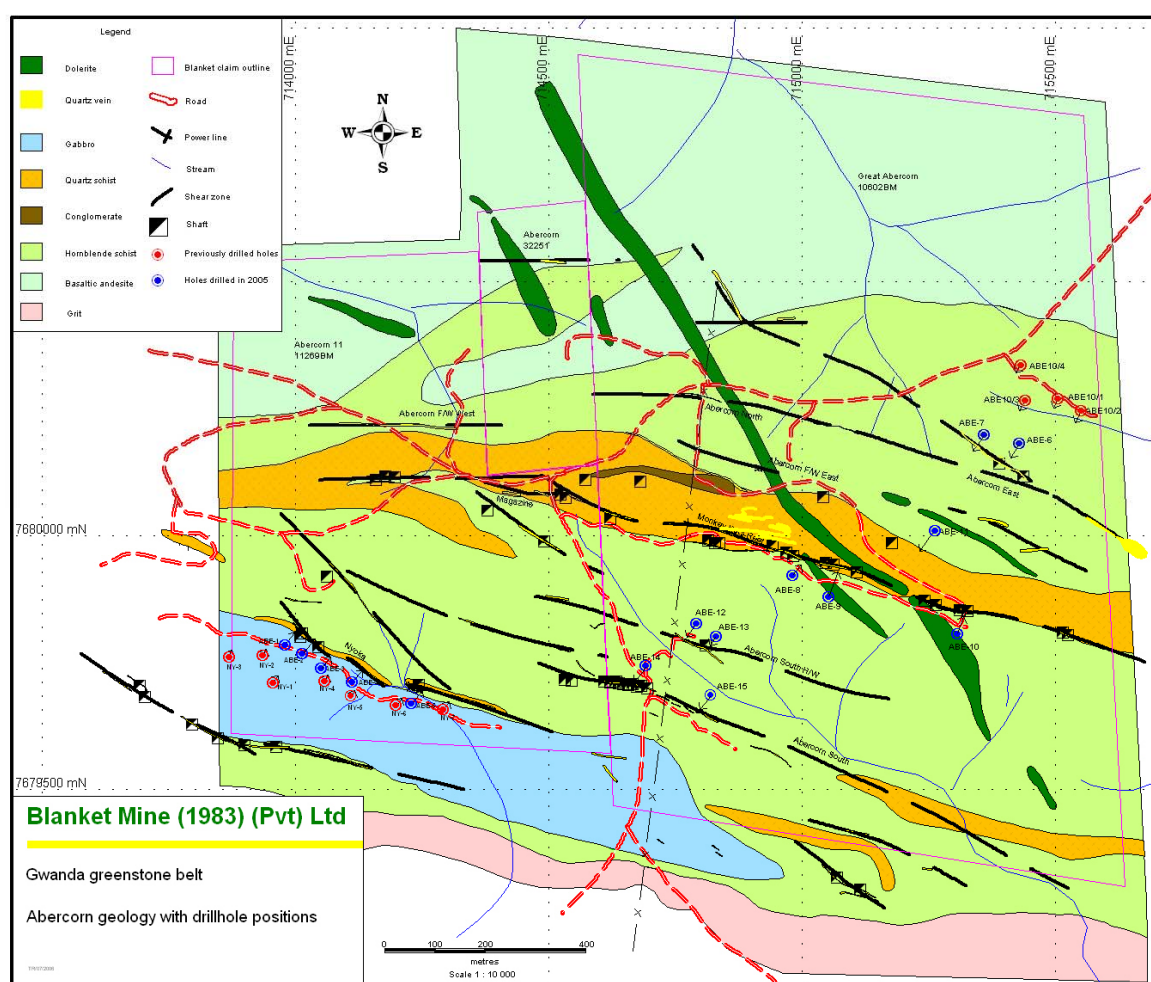 Legend
Dolerite
Quartz vein
Gabbro
Quartz schist
Conglomerate
Hornblende schist
Basaltic andesite
Grit
Blanket claim outline
Road
Power line
Stream
Shear zone
Shaft
Previously drilled holes
Holes drilled in 2005
N
W E
S
714000 mE
714500 mE
715000 mE
715500 mE
7680000 mN
7679500 mN
Great Abercorn
10602BM
Abercorn
32251
Abercorn 11
11269BM
Abercorn F/W West
Abercorn North
Abercorn F/W East
Abercorn East
Magazine
Nyoka
Abercorn South H/W
Abercorn South
ABE10/4
ABE10/3
ABE10/1
ABE10/2
ABE-7
ABE-6
ABE-8
ABE-9
ABE-10
ABE-12
ABE-13
ABE-14
ABE-15
NY-3
NY-2
NY-1
NY-4
NY-5
NY-6
Blanket Mine (1983) (Pvt) Ltd
Gwanda greenstone belt
Abercorn geology with drillhole positions
0 100 200 400
metres
Scale 1 : 10 000